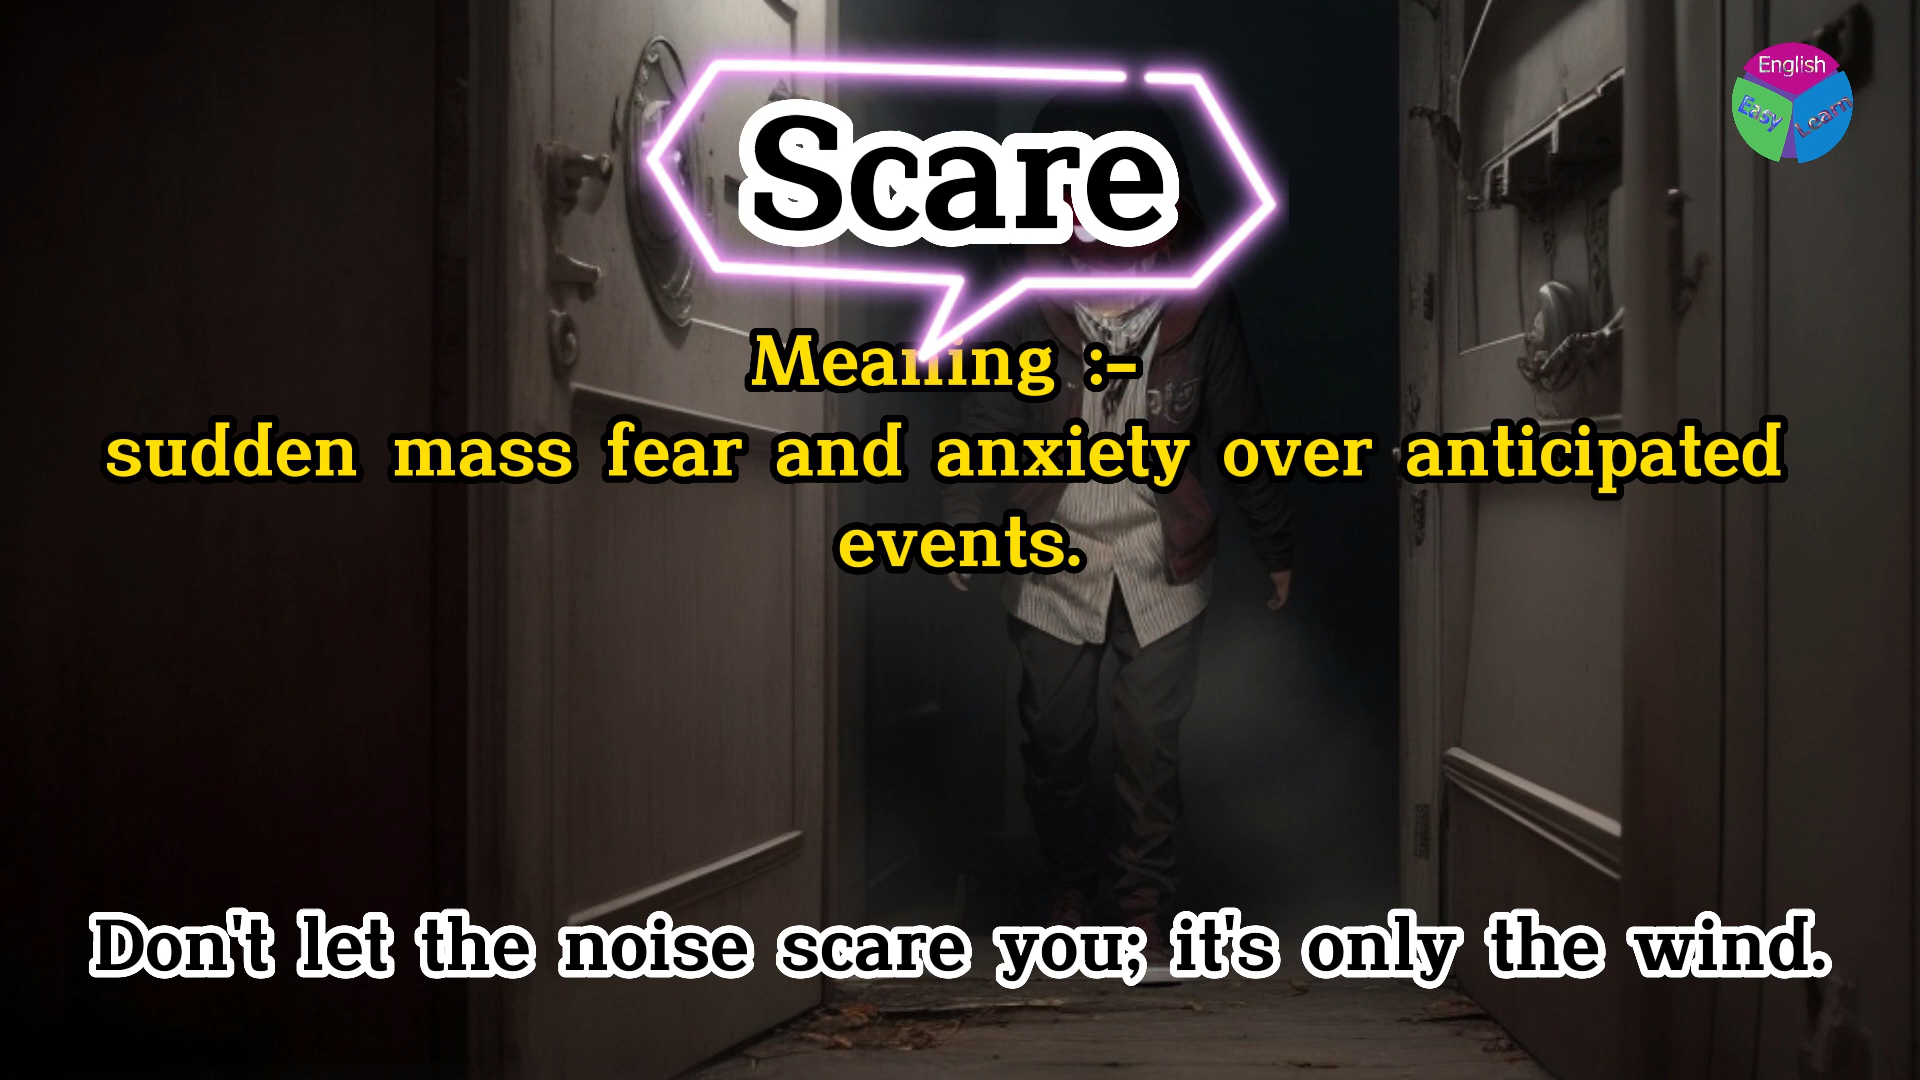 English
Easy
Learn
Scare
Meaning :-
sudden mass fear and anxiety over anticipated
events.
Don't let the noise scare you; it's only the wind.